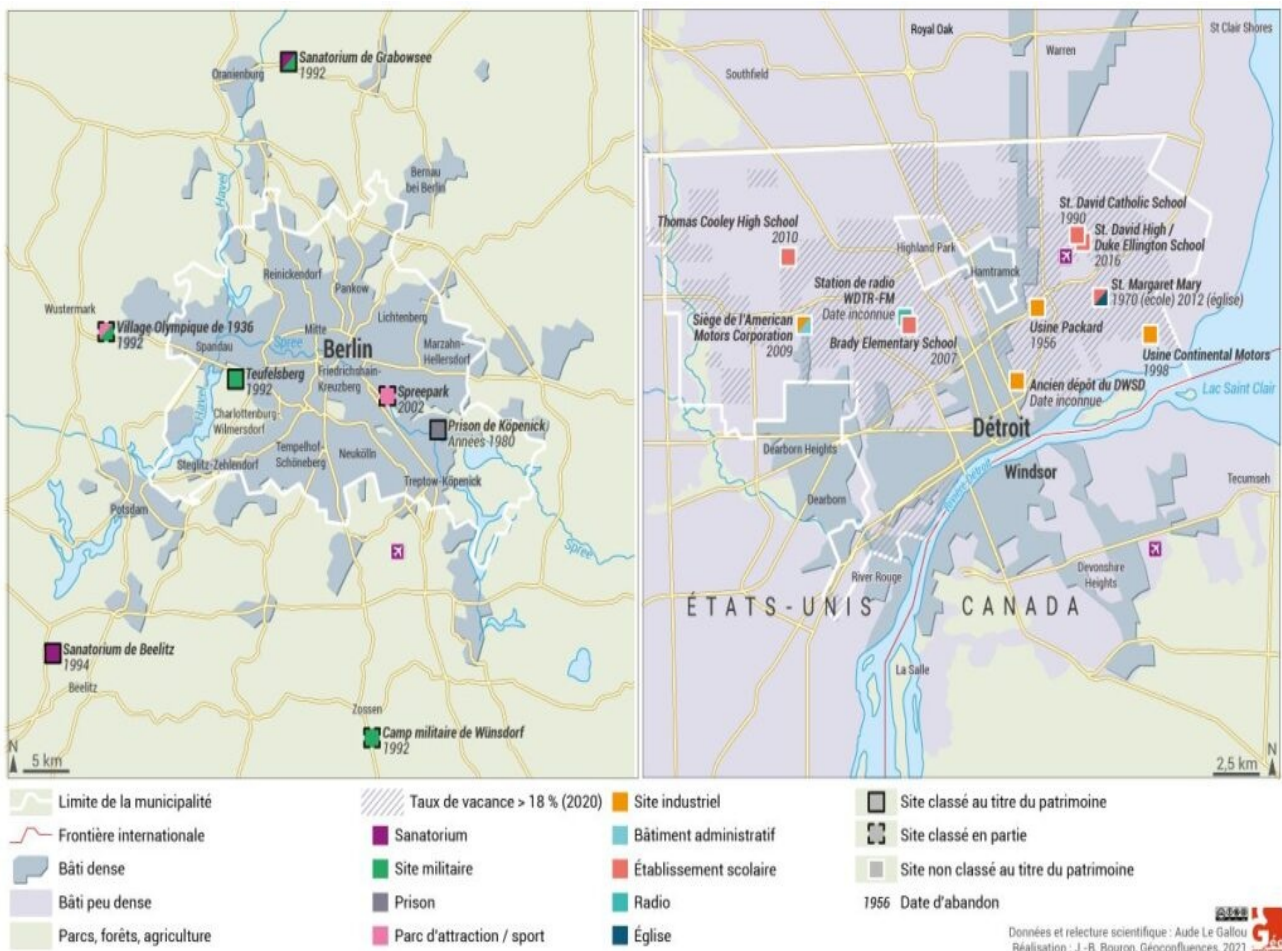 Sanatorium de Grabowsee
1992
Oranienburg
Havel
Bernau
bei Berlin
Reinickendorf
Pankow
Wustermark
Village Olympique de 1936
1992
Spandau
Mitte
Spree
Lichtenberg
Berlin
Marzahn-
Hellersdorf
Friedrichshain-
Kreuzberg
Teufelsberg
1992
Spreepark
2002
Havel
Charlottenburg-
Wilmersdorf
Prison de Köpenick
Années 1980
Tempelhof-
Schöneberg
Neukölln
Steglitz-Zehlendorf
Treptow-Köpenick
Potsdam
Spree
Sanatorium de Beelitz
1994
Beelitz
Zossen
Camp militaire de Wünsdorf
1992
N
5 km
Royal Oak
St Clair Shores
Warren
Southfield
St. David Catholic School
1990
Thomas Cooley High School
2010
St. David High /
Duke Ellington School
2016
Highland Park
Hamtramck
Station de radio
WDTR-FM
Date inconnue
St. Margaret Mary
1970 (école) 2012 (église)
Siège de l'American
Motors Corporation
2009
Brady Elementary School
2007
Usine Packard
1956
Usine Continental Motors
1998
Ancien dépôt du DWSD
Date inconnue
Lac Saint Clair
Détroit
Dearborn Heights
Windsor
Dearborn
Rivière Détroit
Tecumseh
River Rouge
Devonshire
Heights
ÉTATS-UNIS
CANADA
La Salle
N
2,5 km
Limite de la municipalité
Frontière internationale
Bâti dense
Bâti peu dense
Parcs, forêts, agriculture
Taux de vacance > 18 % (2020)
Sanatorium
Site militaire
Prison
Parc d'attraction / sport
Site industriel
Bâtiment administratif
Établissement scolaire
Radio
Église
Site classé au titre du patrimoine
Site classé en partie
Site non classé au titre du patrimoine
1956 Date d'abandon
Données et relecture scientifique : Aude Le Gallou
Réalisation : J.-B. Bouron, Géoconfluences, 2021